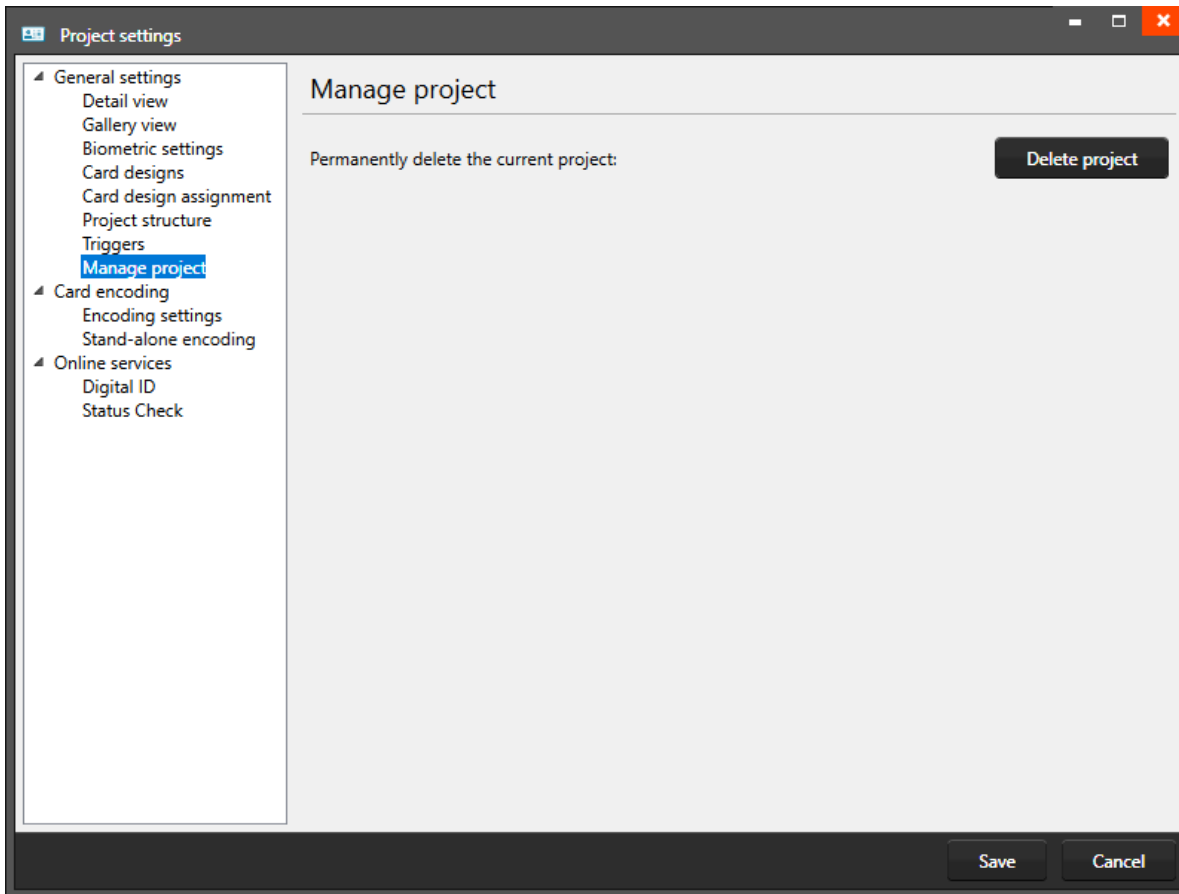 Project settings
General settings
Detail view
Gallery view
Biometric settings
Card designs
Card design assignment
Project structure
Triggers
Manage project
Card encoding
Encoding settings
Stand-alone encoding
Online services
Digital ID
Status Check
Manage project
Permanently delete the current project:
Delete project
Save
Cancel